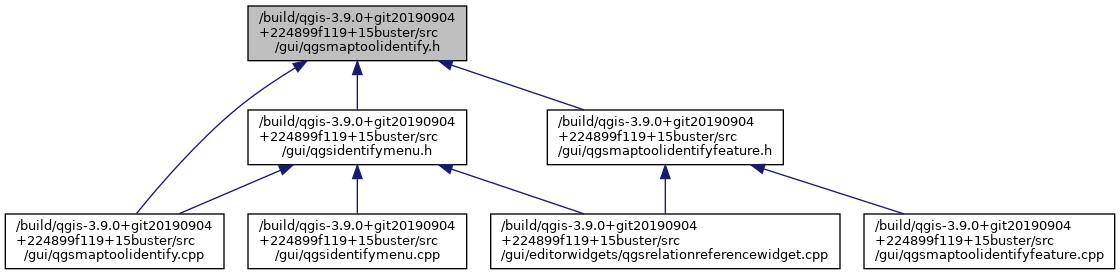 /build/qgis-3.9.0+git20190904
+224899f119+15buster/src
/gui/qgsmaptoolidentify.h
/build/qgis-3.9.0+git20190904
+224899f119+15buster/src
/gui/qgsidentifymenu.h
/build/qgis-3.9.0+git20190904
+224899f119+15buster/src
/gui/qgsmaptoolidentifyfeature.h
/build/qgis-3.9.0+git20190904
+224899f119+15buster/src
/gui/qgsmaptoolidentify.cpp
/build/qgis-3.9.0+git20190904
+224899f119+15buster/src
/gui/qgsidentifymenu.cpp
/build/qgis-3.9.0+git20190904
+224899f119+15buster/src
/gui/editorwidgets/qgsrelationreferencewidget.cpp
/build/qgis-3.9.0+git20190904
+224899f119+15buster/src
/gui/qgsmaptoolidentifyfeature.cpp